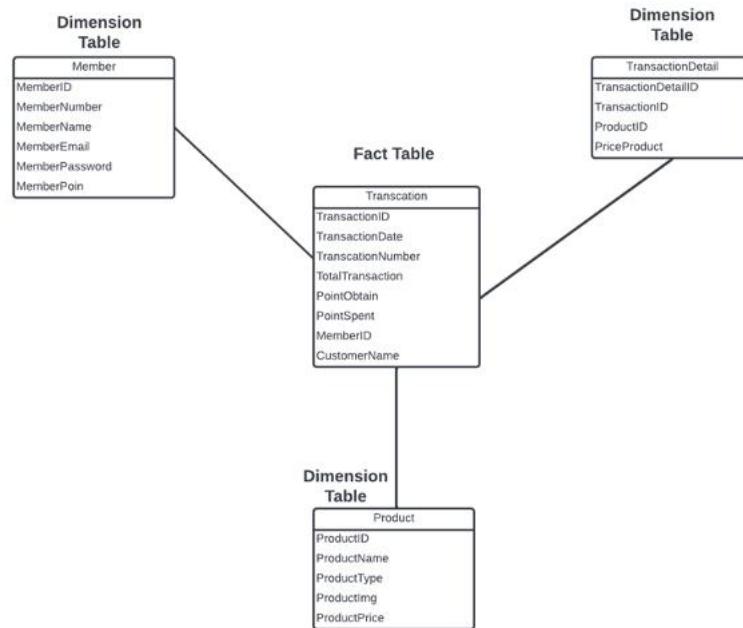 Dimension
Table
Member
MemberID
MemberNumber
MemberName
MemberEmail
MemberPassword
MemberPoin
Dimension
Table
TransactionDetail
TransactionDetailID
TransactionID
ProductID
PriceProduct
Fact Table
Transcation
TransactionID
TransactionDate
TranscationNumber
TotalTransaction
PointObtain
PointSpent
MemberID
CustomerName
Dimension
Table
Product
ProductID
ProductName
ProductType
ProductImg
ProductPrice